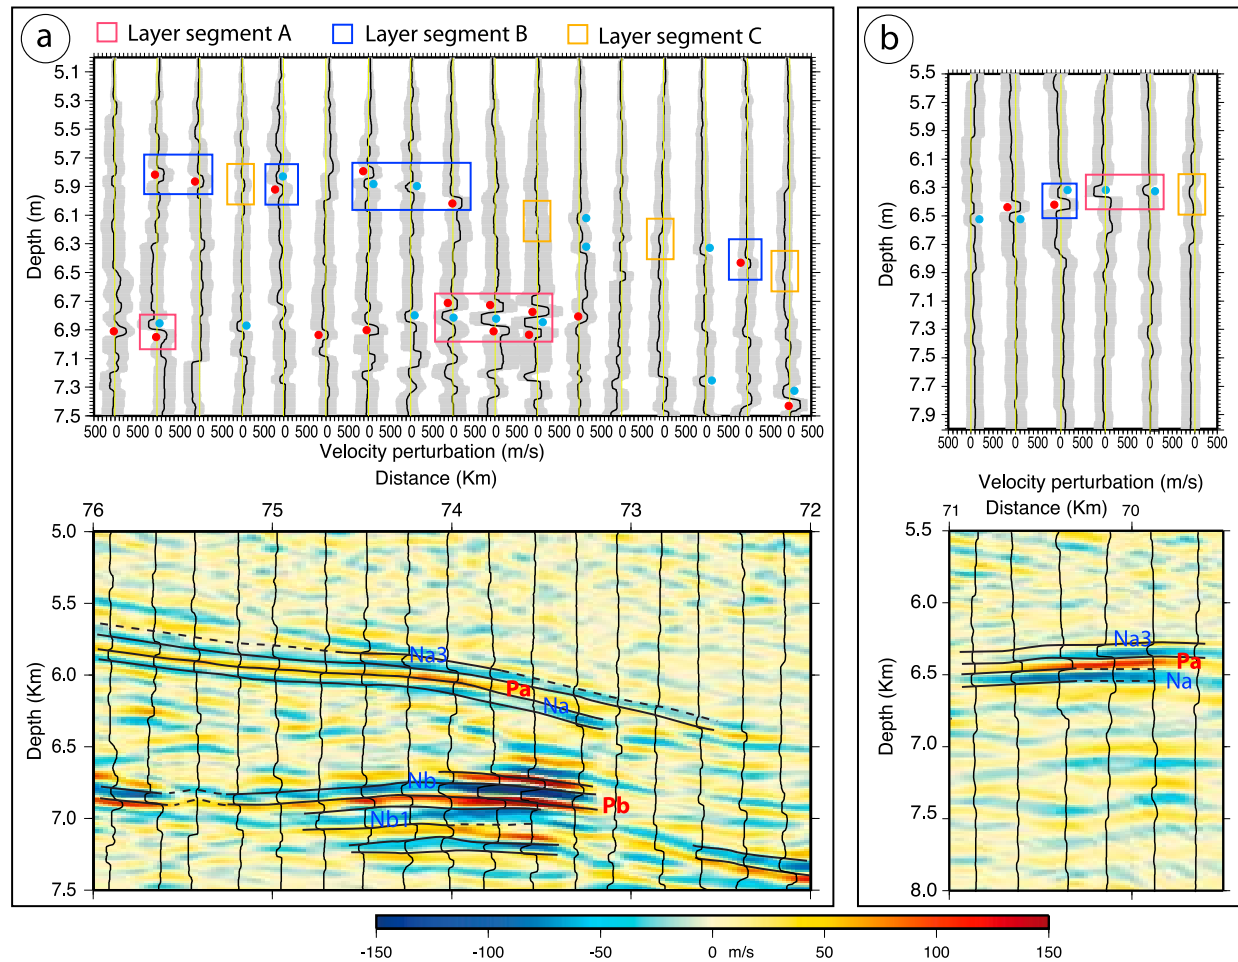 a
Layer segment A
Layer segment B
Layer segment C
Depth (m)
5.1
5.3
5.5
5.7
5.9
6.1
6.3
6.5
6.7
6.9
7.1
7.3
7.5
500 0 500 0 500 0 500 0 500 0 500 0 500 0 500 0 500 0 500 0 500 0 500 0 500 0 500 0 500 0 500 0 500 0 500
Velocity perturbation (m/s)
Distance (Km)
76 75 74 73 72
Depth (Km)
5.0
5.5
6.0
6.5
7.0
7.5
Na3
Pa
Na
Nb
Pb
Nb1
b
Depth (m)
5.5
5.7
5.9
6.1
6.3
6.5
6.7
6.9
7.1
7.3
7.5
7.7
7.9
500 0 500 0 500 0 500 0 500 0 500 0 500
Velocity perturbation (m/s)
71 Distance (Km) 70
Depth (Km)
5.5
6.0
6.5
7.0
7.5
8.0
Na3
Pa
Na
-150 -100 -50 0 m/s 50 100 150